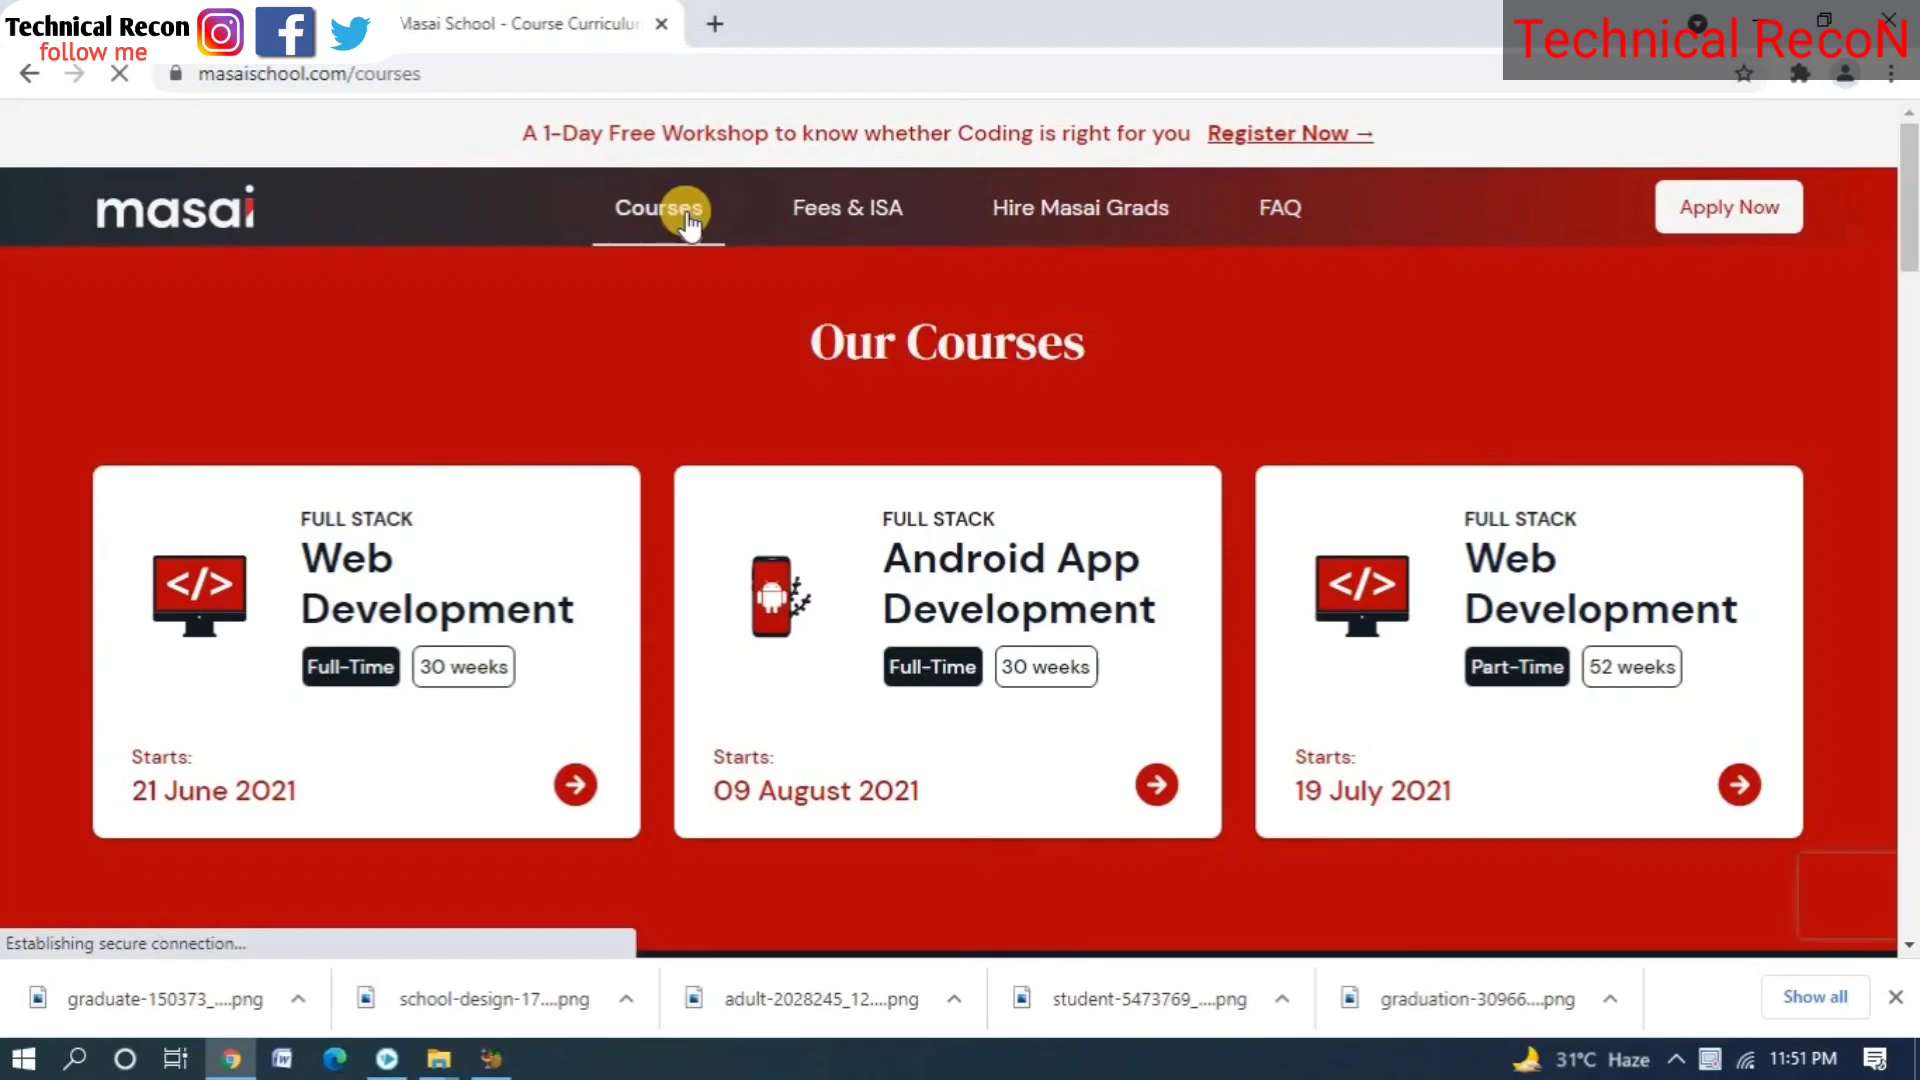 Technical Recon
follow me
Masai School - Course Curriculu
Technical RecoN
masaischool.com/courses
A 1-Day Free Workshop to know whether Coding is right for you Register Now →
masai
Courses
Fees & ISA
Hire Masai Grads
FAQ
Apply Now
Our Courses
FULL STACK
Web
Development
Full-Time 30 weeks
Starts:
21 June 2021
FULL STACK
Android App
Development
Full-Time 30 weeks
Starts:
09 August 2021
FULL STACK
Web
Development
Part-Time 52 weeks
Starts:
19 July 2021
Establishing secure connection...
graduate-150373_....png
school-design-17....png
adult-2028245_12....png
student-5473769_....png
graduation-30966....png
Show all
31°C Haze
11:51 PM